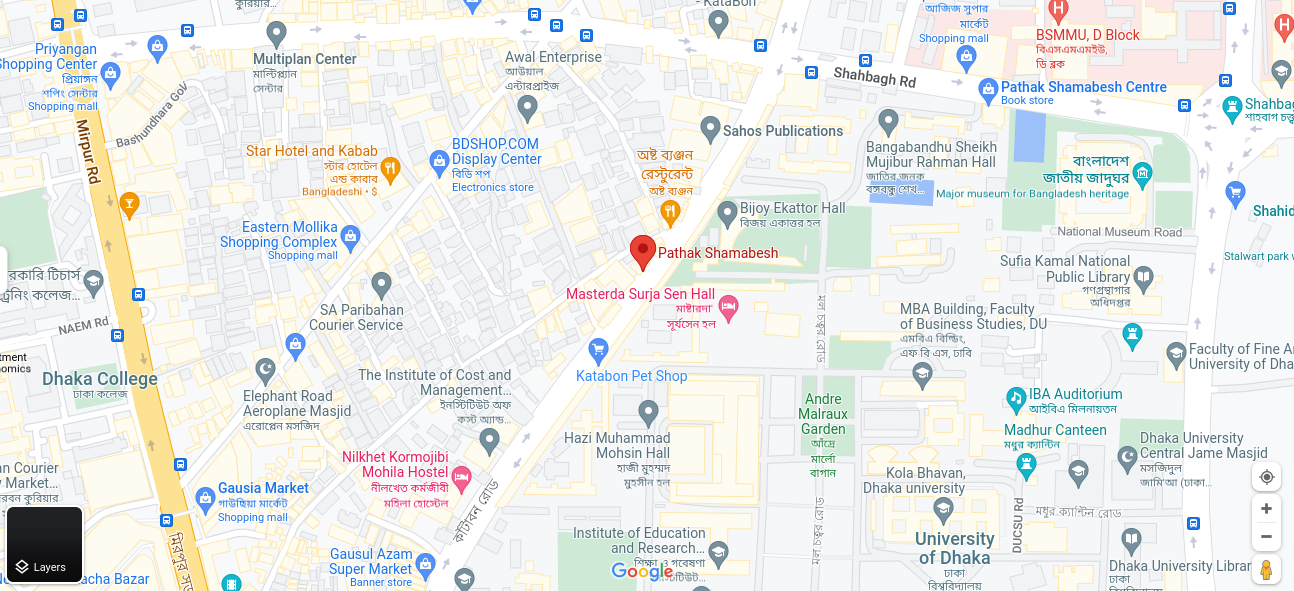 কুরিয়ার...
- KataBon
আজিজ সুপার
মার্কেট
Shopping mall
BSMMU, D Block
বিএসএমএমইউ,
ডি ব্লক
Priyangan
Shopping Center
প্রিয়াঙ্গন
শপিং সেন্টার
Shopping mall
Multiplan Center
মাল্টিপ্ল্যান
সেন্টার
Awal Enterprise
আউয়াল
এন্টারপ্রাইজ
Shahbagh Rd
Pathak Shamabesh Centre
Book store
Shahbag
শাহবাগ চত্ব
Bashundhara Gov
Mirpur Rd
Sahos Publications
Star Hotel and Kabab
স্টার হোটেল
এন্ড কাবাব
Bangladeshi • $
BDSHOP.COM
Display Center
বিডি শপ
Electronics store
অষ্ট ব্যঞ্জন
রেস্টুরেন্ট
অষ্ট ব্যঞ্জন
Bangabandhu Sheikh
Mujibur Rahman Hall
জাতির জনক
বঙ্গবন্ধু শেখ...
বাংলাদেশ
জাতীয় জাদুঘর
Major museum for Bangladesh heritage
Bijoy Ekattor Hall
বিজয় একাত্তর হল
Shahid
Eastern Mollika
Shopping Complex
Shopping mall
National Museum Road
Pathak Shamabesh
Stalwart park w
Sufia Kamal National
Public Library
গণগ্রন্থাগার
অধিদপ্তর
রকারি টিচার্স
ট্রেনিং কলেজ...
Masterda Surja Sen Hall
মাষ্টারদা'
সূর্যসেন হল
SA Paribahan
Courier Service
NAEM Rd
মল চত্বর রোড
MBA Building, Faculty
of Business Studies, DU
এমবিএ বিল্ডিং,
এফ বি এস, ঢাবি
Faculty of Fine Ar
University of Dha
tment
nomics
Dhaka College
ঢাকা কলেজ
Katabon Pet Shop
The Institute of Cost and
Management...
ইনস্টিটিউট অফ
কস্ট অ্যান্ড...
Elephant Road
Aeroplane Masjid
এরোপ্লেন মসজিদ
Andre
Malraux
Garden
আঁদ্রে
মার্লো
বাগান
IBA Auditorium
আইবিএ মিলনায়তন
Madhur Canteen
মধুর ক্যান্টিন
Hazi Muhammad
Mohsin Hall
হাজী মুহম্মদ
মুহসীন হল
Dhaka University
Central Jame Masjid
মসজিদুল
জামি'আ (ঢাকা...
Nilkhet Kormojibi
Mohila Hostel
নীলখেত কর্মজীবী
মহিলা হোস্টেল
an Courier
w Market...
রবন কুরিয়ার
Kola Bhavan,
Dhaka university
Gausia Market
গাউছিয়া মার্কেট
Shopping mall
কাঁটাবন রোড
মল চত্বর রোড
DUCSU Rd
মধুর ক্যান্টিন রোড
Institute of Education
and Research...
শিক্ষা ও গবেষণা
University
of Dhaka
ঢাকা
বিশ্ববিদ্যালয়
Gausul Azam
Super Market
Banner store
মিরপুর সড়ক
Layers
acha Bazar
Google
Dhaka University Librar
ঢাকা
বিশ্ববিদ্যালয়